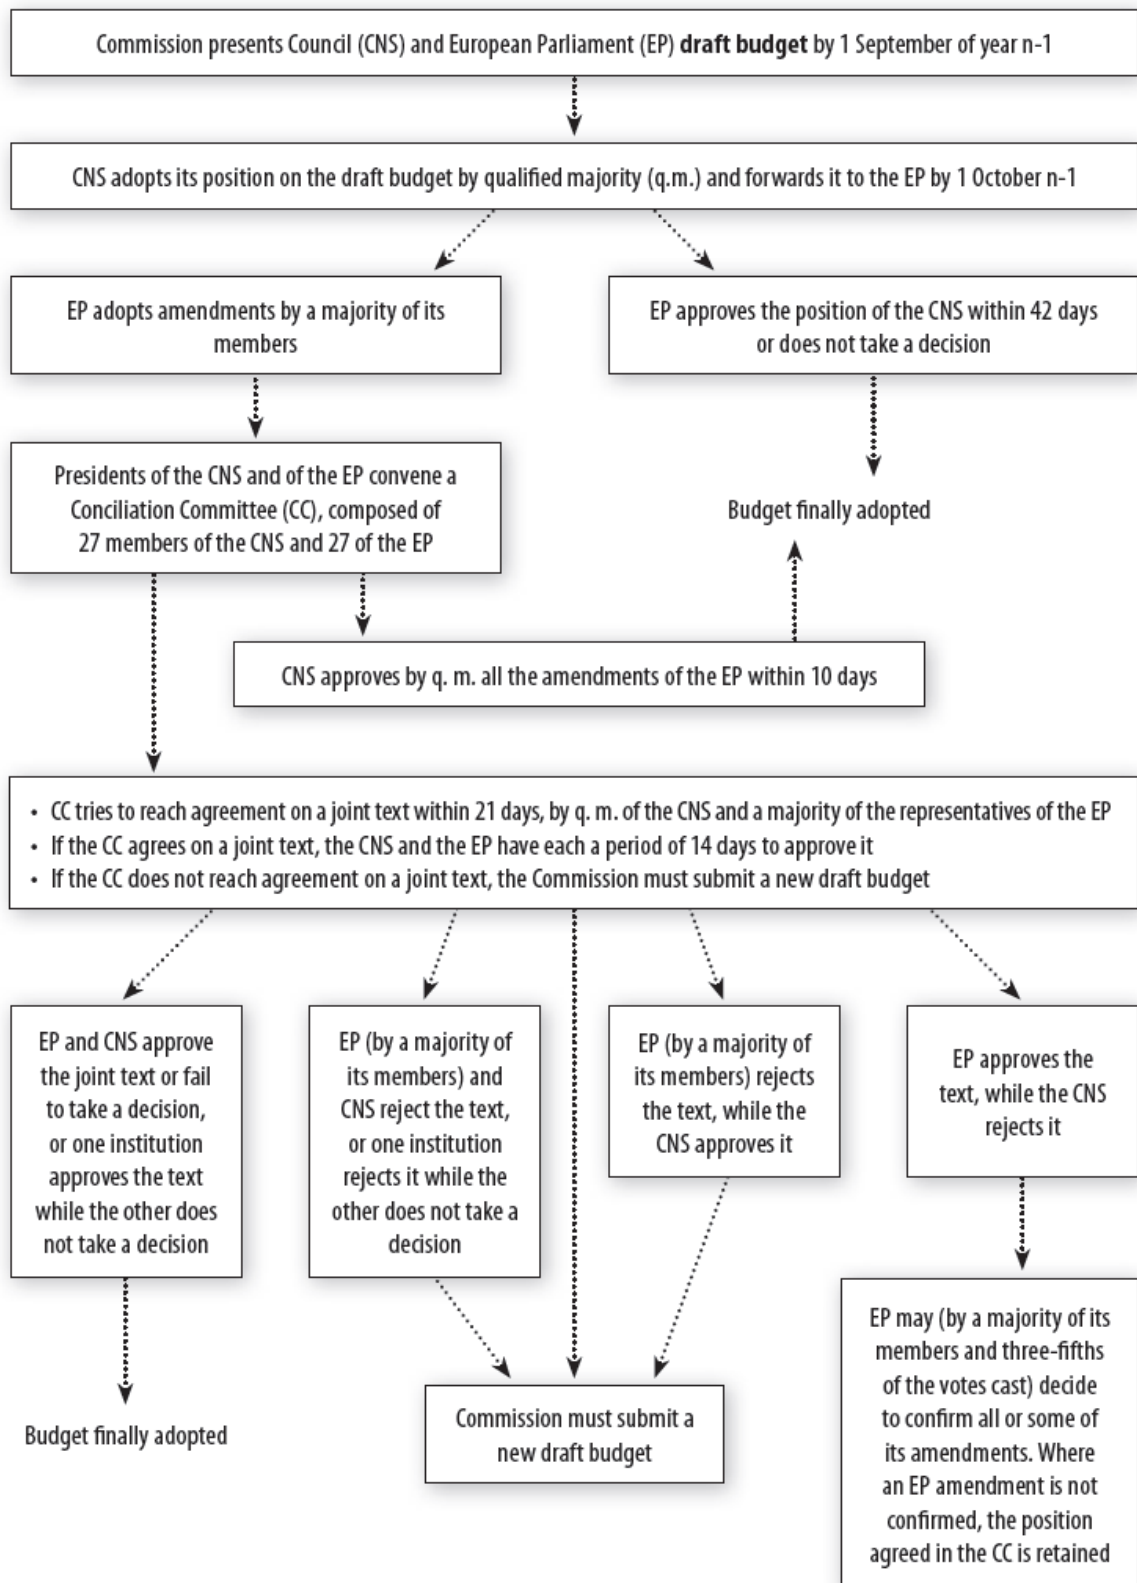 Commission presents Council (CNS) and European Parliament (EP) draft budget by 1 September of year n-1
CNS adopts its position on the draft budget by qualified majority (q.m.) and forwards it to the EP by 1 October n-1
EP adopts amendments by a majority of its
members
EP approves the position of the CNS within 42 days
or does not take a decision
Presidents of the CNS and of the EP convene a
Conciliation Committee (CC), composed of
27 members of the CNS and 27 of the EP
Budget finally adopted
CNS approves by q. m. all the amendments of the EP within 10 days
• CC tries to reach agreement on a joint text within 21 days, by q. m. of the CNS and a majority of the representatives of the EP
• If the CC agrees on a joint text, the CNS and the EP have each a period of 14 days to approve it
• If the CC does not reach agreement on a joint text, the Commission must submit a new draft budget
EP and CNS approve
the joint text or fail
to take a decision,
or one institution
approves the text
while the other does
not take a decision
EP (by a majority of
its members) and
CNS reject the text,
or one institution
rejects it while the
other does not take a
decision
EP (by a majority of
its members) rejects
the text, while the
CNS approves it
EP approves the
text, while the CNS
rejects it
Budget finally adopted
Commission must submit a
new draft budget
EP may (by a majority of its
members and three-fifths
of the votes cast) decide
to confirm all or some of
its amendments. Where
an EP amendment is not
confirmed, the position
agreed in the CC is retained